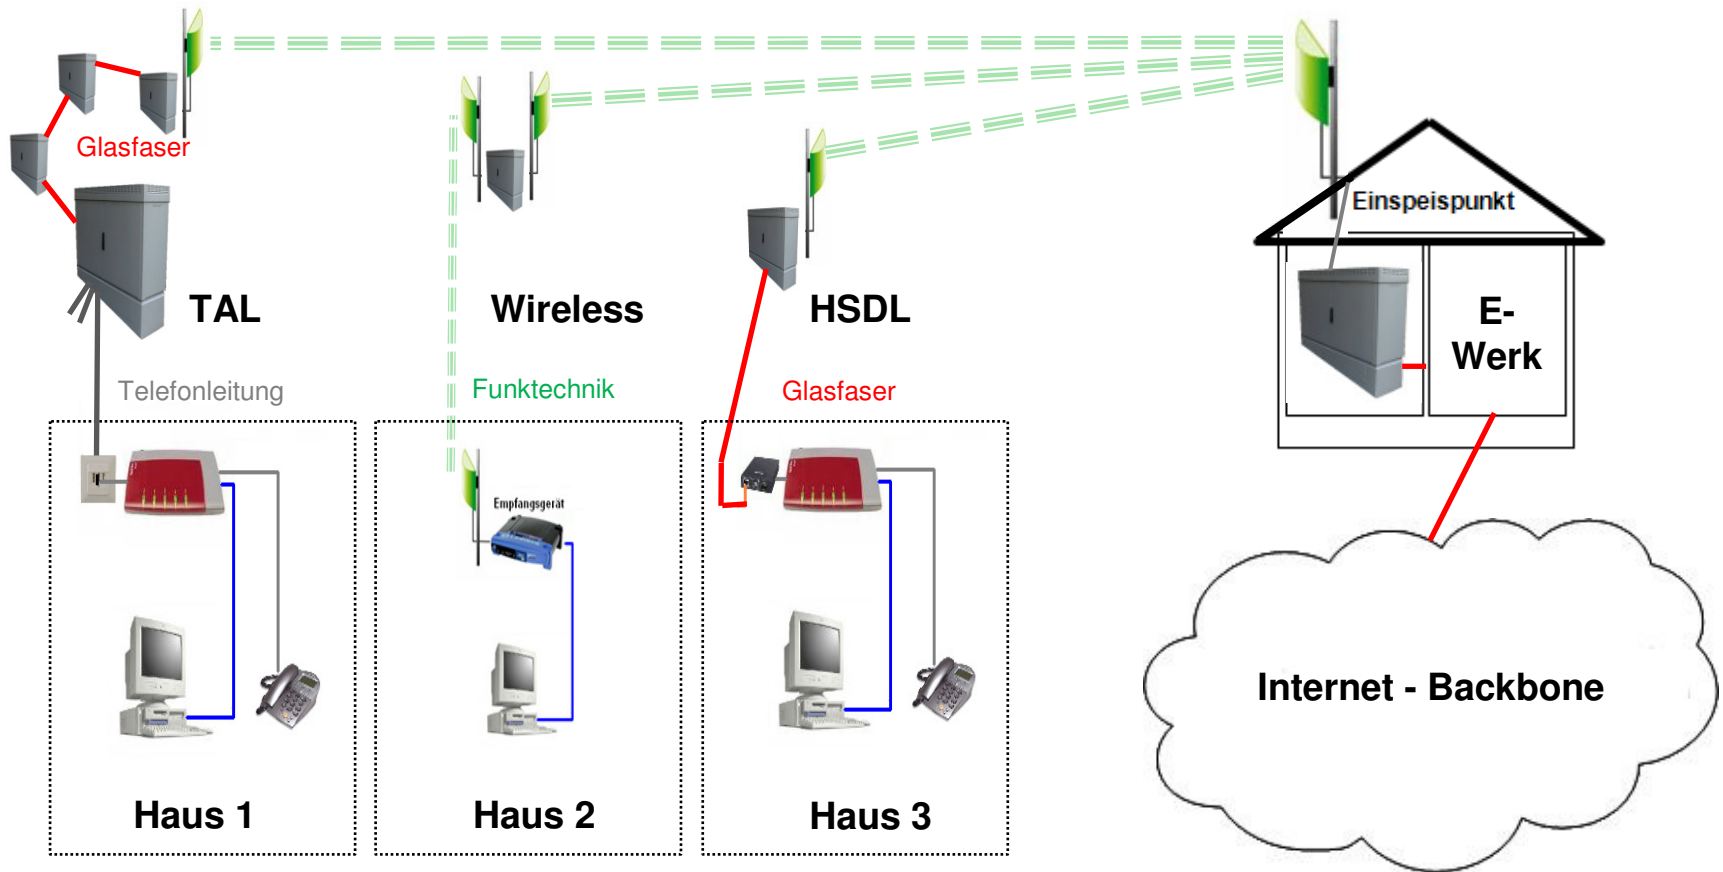 Glasfaser
Einspeispunkt
TAL
Wireless
HSDL
E-
Werk
Telefonleitung
Funktechnik
Glasfaser
Empfangsgerät
Internet - Backbone
Haus 1
Haus 2
Haus 3